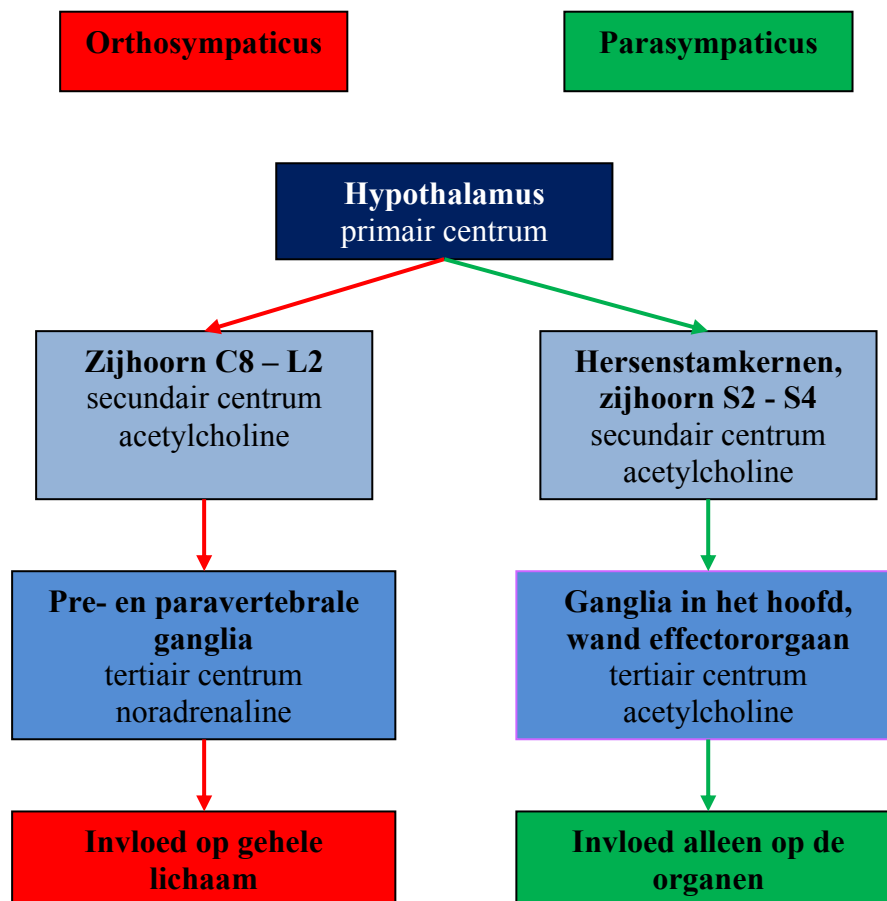 Orthosympaticus
Parasympaticus
Hypothalamus
primair centrum
Zijhoorn C8 – L2
secundair centrum
acetylcholine
Hersenstamkernen,
zijhoorn S2 - S4
secundair centrum
acetylcholine
Pre- en paravertebrale
ganglia
tertiair centrum
noradrenaline
Ganglia in het hoofd,
wand effectororgaan
tertiair centrum
acetylcholine
Invloed op gehele
lichaam
Invloed alleen op de
organen